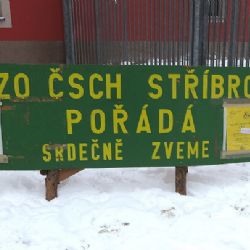 ZO ČSCH STŘÍBRO
POŘÁDÁ
SRDEČNĚ ZVEME